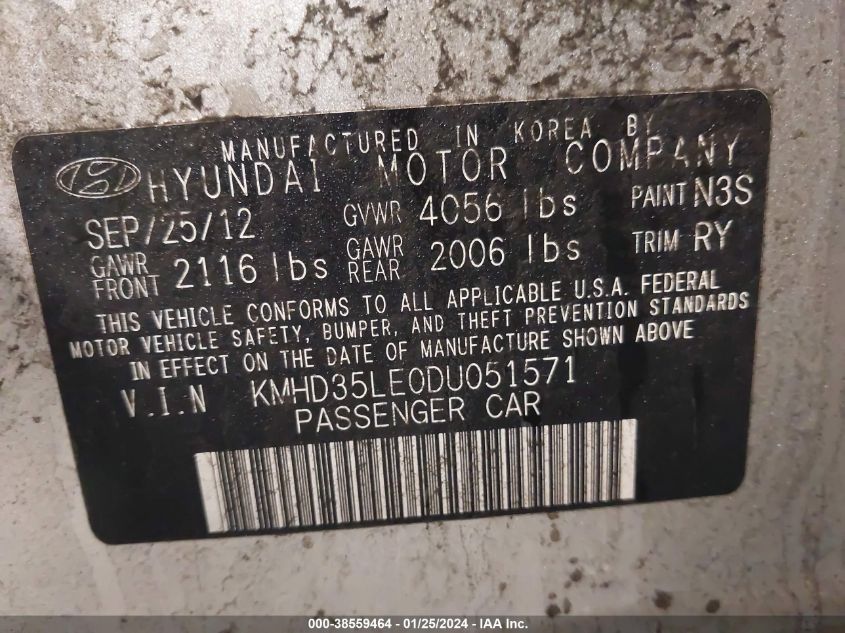 MANUFACTURED IN KOREA BY
HYUNDAI MOTOR COMPANY
SEP/25/12 GVWR 4056 lbs PAINT N3S
GAWR FRONT 2116 lbs GAWR REAR 2006 lbs TRIM RY
THIS VEHICLE CONFORMS TO ALL APPLICABLE U.S.A. FEDERAL
MOTOR VEHICLE SAFETY, BUMPER, AND THEFT PREVENTION STANDARDS
IN EFFECT ON THE DATE OF MANUFACTURE SHOWN ABOVE
V.I.N KMHD35LE0DU051571
PASSENGER CAR
000-38559464 - 01/25/2024 - IAA Inc.